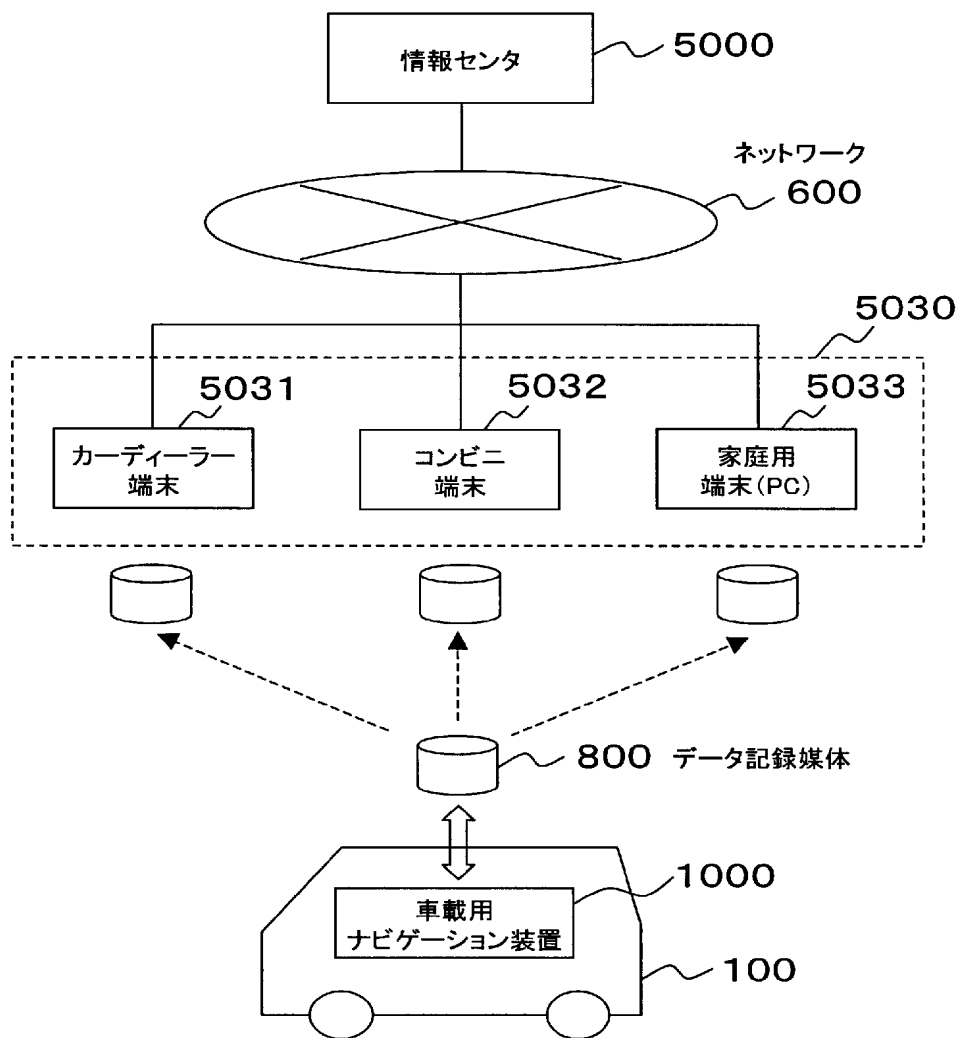 情報センタ
5000
ネットワーク
600
5030
5031
5032
5033
カーディーラー
端末
コンビニ
端末
家庭用
端末(PC)
800 データ記録媒体
1000
車載用
ナビゲーション装置
100